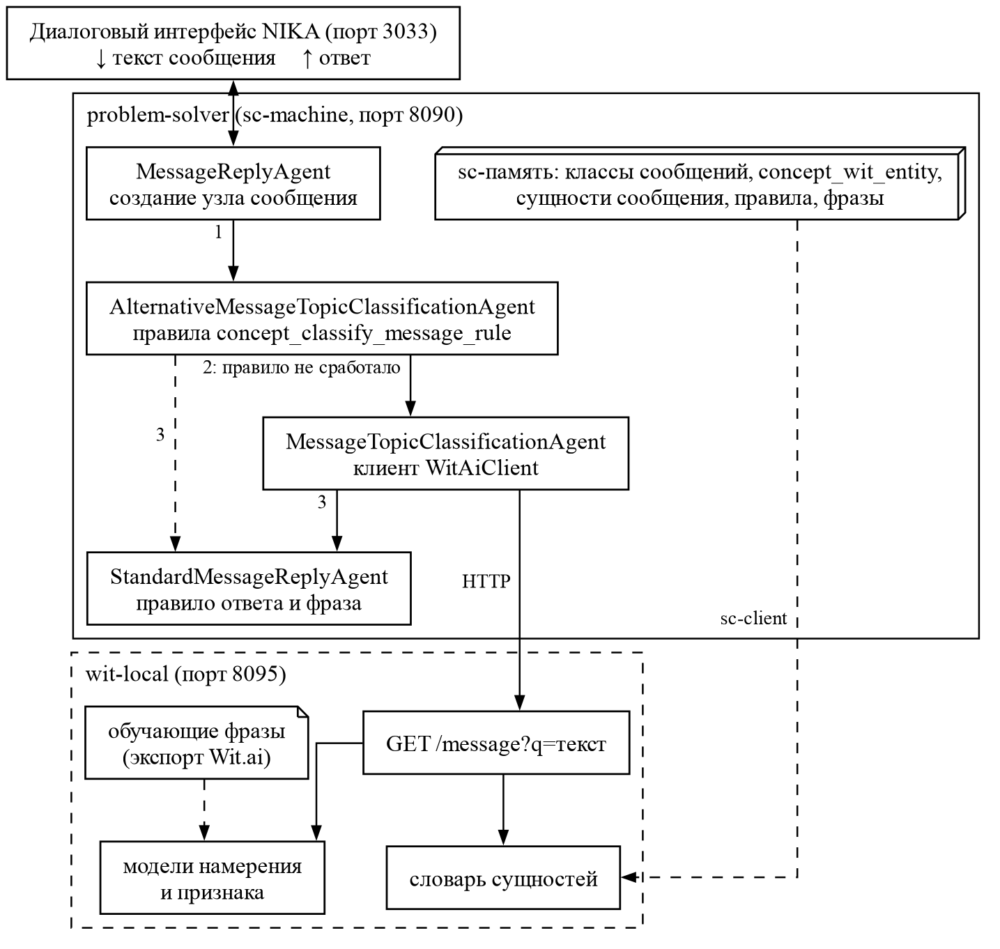 Диалоговый интерфейс NIKA (порт 3033)
↓ текст сообщения ↑ ответ
problem-solver (sc-machine, порт 8090)
MessageReplyAgent
создание узла сообщения
sc-память: классы сообщений, concept_wit_entity,
сущности сообщения, правила, фразы
1
AlternativeMessageTopicClassificationAgent
правила concept_classify_message_rule
2: правило не сработало
3
MessageTopicClassificationAgent
клиент WitAiClient
3
HTTP
StandardMessageReplyAgent
правило ответа и фраза
sc-client
wit-local (порт 8095)
обучающие фразы
(экспорт Wit.ai)
GET /message?q=текст
модели намерения
и признака
словарь сущностей